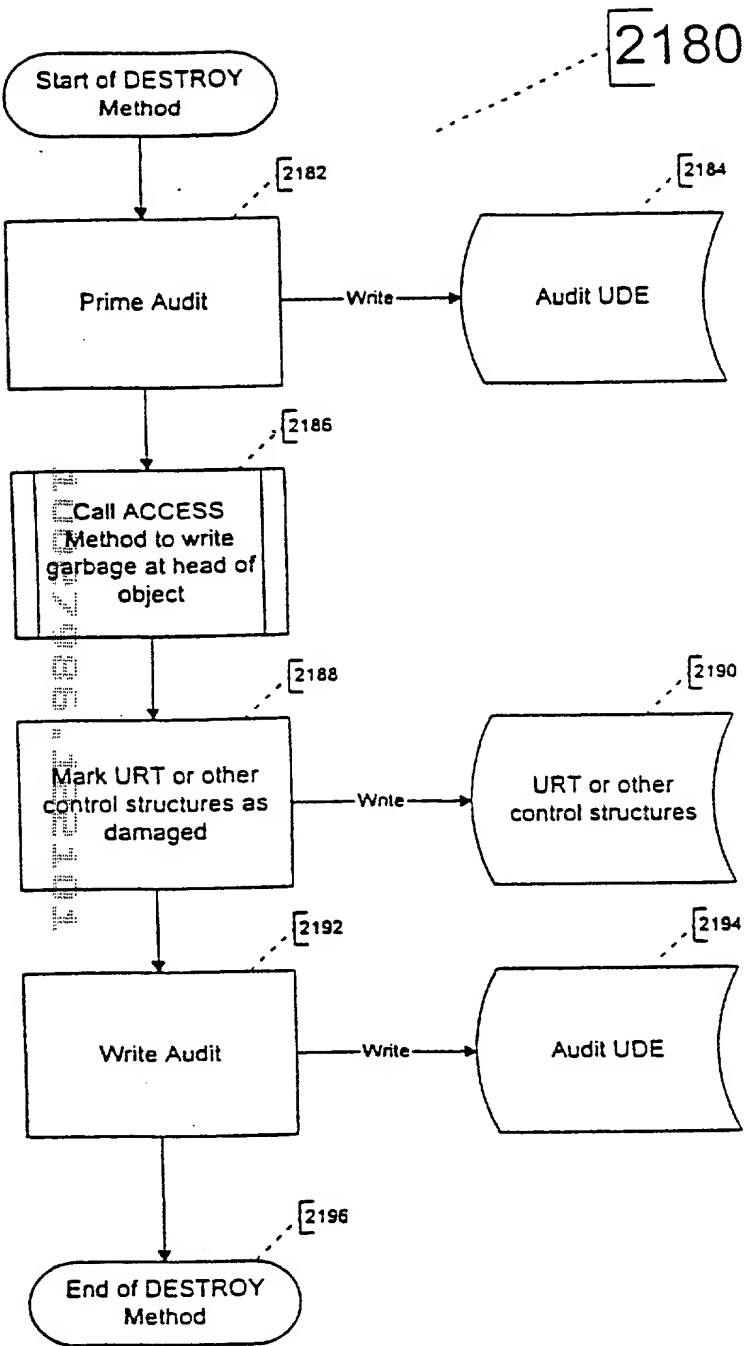 2180
Start of DESTROY
Method
2182
2184
Prime Audit
Write
Audit UDE
2186
Call ACCESS
Method to write
garbage at head of
object
2188
2190
Mark URT or other
control structures as
damaged
Write
URT or other
control structures
2192
2194
Write Audit
Write
Audit UDE
2196
End of DESTROY
Method